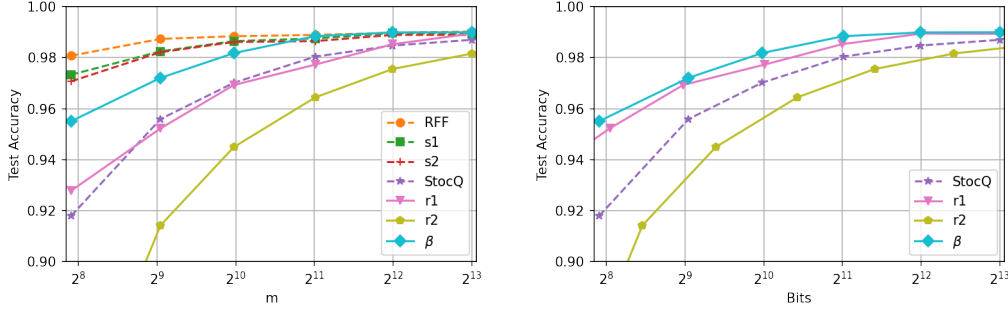 1.00
0.98
0.96
0.94
0.92
0.90
Test Accuracy
RFF
s1
s2
StocQ
r1
r2
β
2^8
2^9
2^10
2^11
2^12
2^13
m
1.00
0.98
0.96
0.94
0.92
0.90
Test Accuracy
StocQ
r1
r2
β
2^8
2^9
2^10
2^11
2^12
2^13
Bits